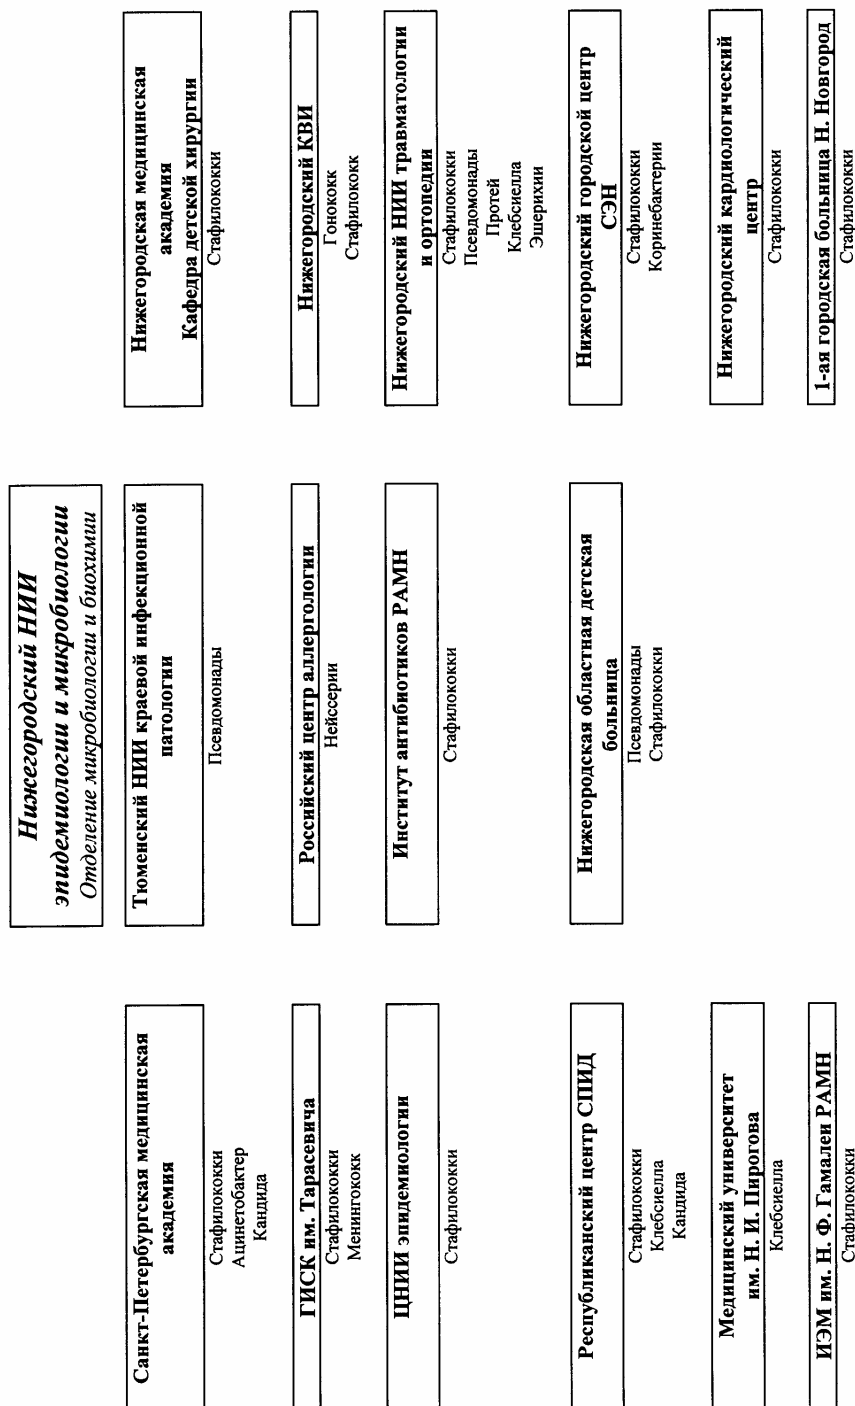 Нижегородский НИИ
эпидемиологии и микробиологии
Отделение микробиологии и биохимии
Санкт-Петербургская медицинская
академия
Стафилококки
Ацинетобактер
Кандида
Тюменский НИИ краевой инфекционной
патологии
Псевдомонады
Нижегородская медицинская
академия
Кафедра детской хирургии
Стафилококки
ГИСК им. Тарасевича
Стафилококки
Менингококк
Российский центр аллергологии
Нейссерии
Нижегородский КВИ
Гонококк
Стафилококк
ЦНИИ эпидемиологии
Стафилококки
Институт антибиотиков РАМН
Стафилококки
Нижегородский НИИ травматологии
и ортопедии
Стафилококки
Псевдомонады
Протей
Клебсиелла
Эшерихии
Республиканский центр СПИД
Стафилококки
Клебсиелла
Кандида
Нижегородская областная детская
больница
Псевдомонады
Стафилококки
Нижегородский городской центр
СЭН
Стафилококки
Коринебактерии
Медицинский университет
им. Н. И. Пирогова
Клебсиелла
Нижегородский кардиологический
центр
Стафилококки
ИЭМ им. Н. Ф. Гамалеи РАМН
Стафилококки
1-ая городская больница Н. Новгород
Стафилококки